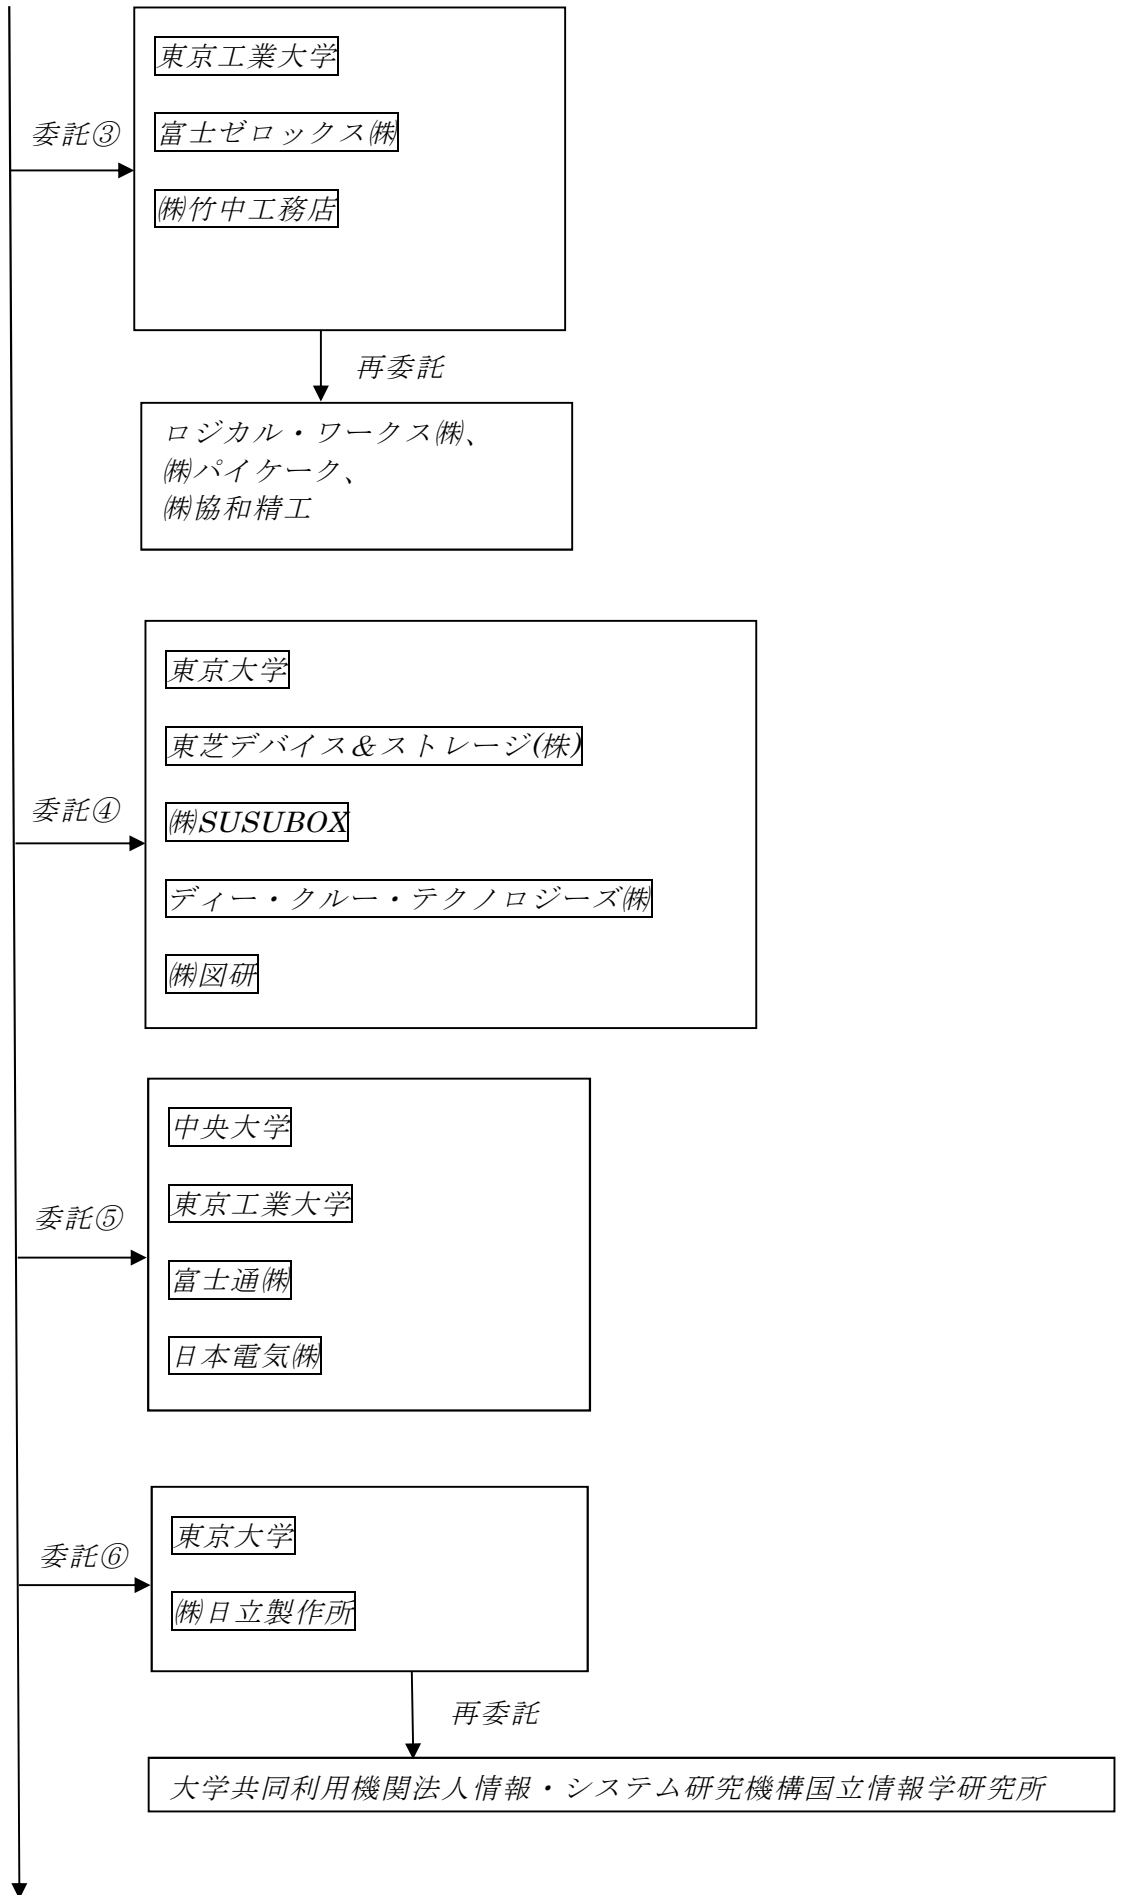 東京工業大学
委託③
富士ゼロックス㈱
㈱竹中工務店
再委託
ロジカル・ワークス㈱、
㈱パイケーク、
㈱協和精工
東京大学
東芝デバイス＆ストレージ(株)
委託④
㈱SUSUBOX
ディー・クルー・テクノロジーズ㈱
㈱図研
中央大学
東京工業大学
委託⑤
富士通㈱
日本電気㈱
東京大学
委託⑥
㈱日立製作所
再委託
大学共同利用機関法人情報・システム研究機構国立情報学研究所